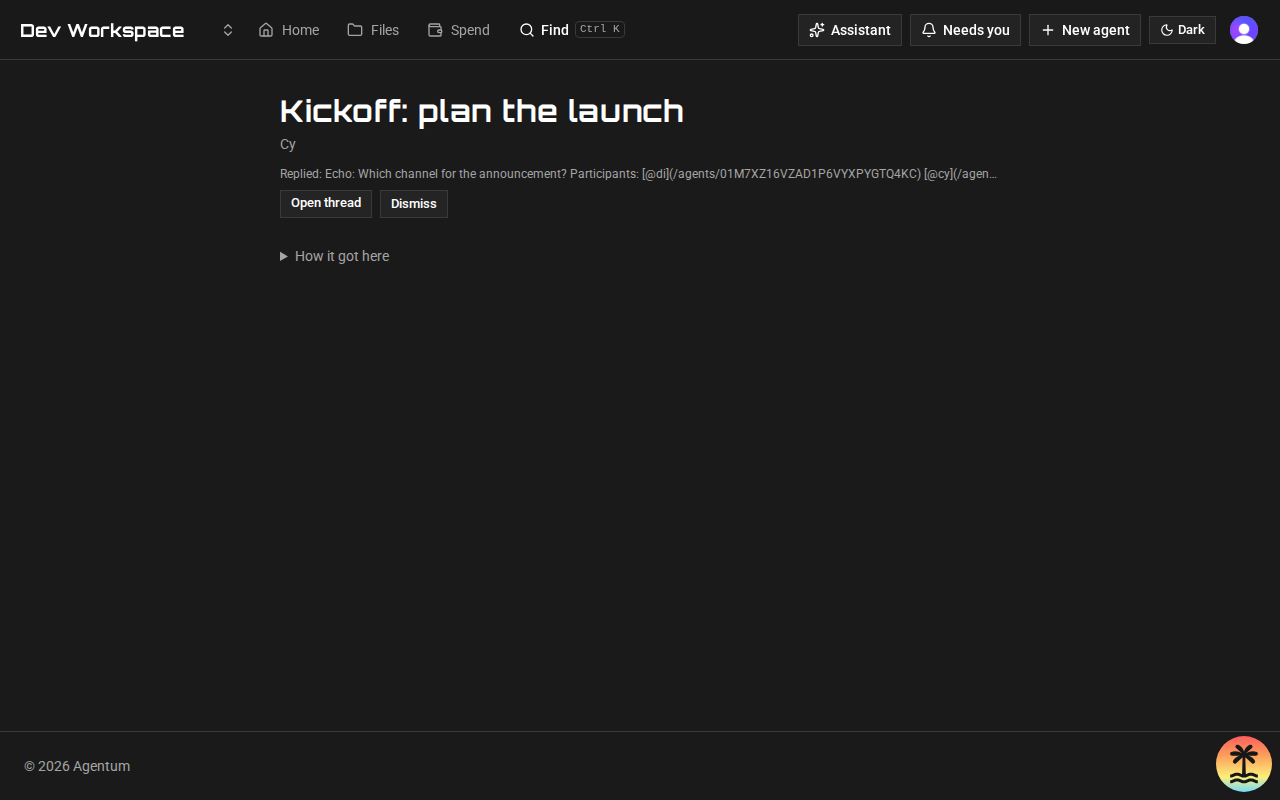 Dev Workspace
Home
Files
Spend
Find Ctrl K
Assistant
Needs you
New agent
Dark
Kickoff: plan the launch
Cy
Replied: Echo: Which channel for the announcement? Participants: [@di](/agents/01M7XZ16VZAD1P6VYXPYGTQ4KC) [@cy](/agen…
Open thread
Dismiss
How it got here
© 2026 Agentum